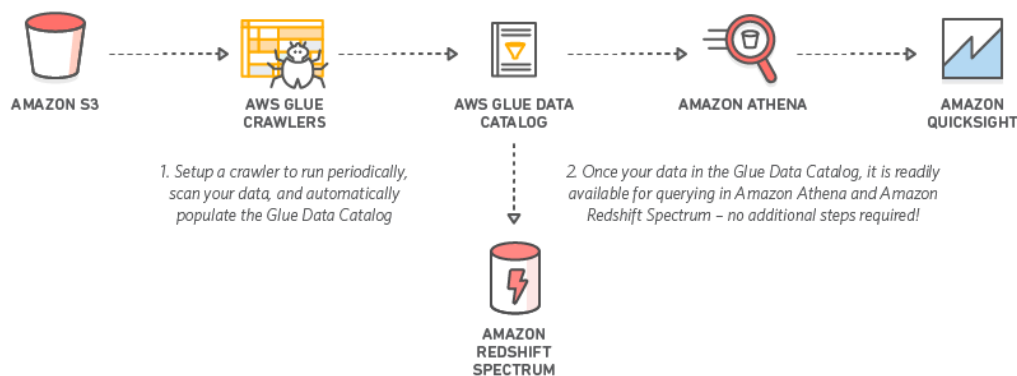 AMAZON S3
AWS GLUE
CRAWLERS
AWS GLUE DATA
CATALOG
AMAZON ATHENA
AMAZON
QUICKSIGHT
1. Setup a crawler to run periodically,
scan your data, and automatically
populate the Glue Data Catalog
2. Once your data in the Glue Data Catalog, it is readily
available for querying in Amazon Athena and Amazon
Redshift Spectrum – no additional steps required!
AMAZON
REDSHIFT
SPECTRUM